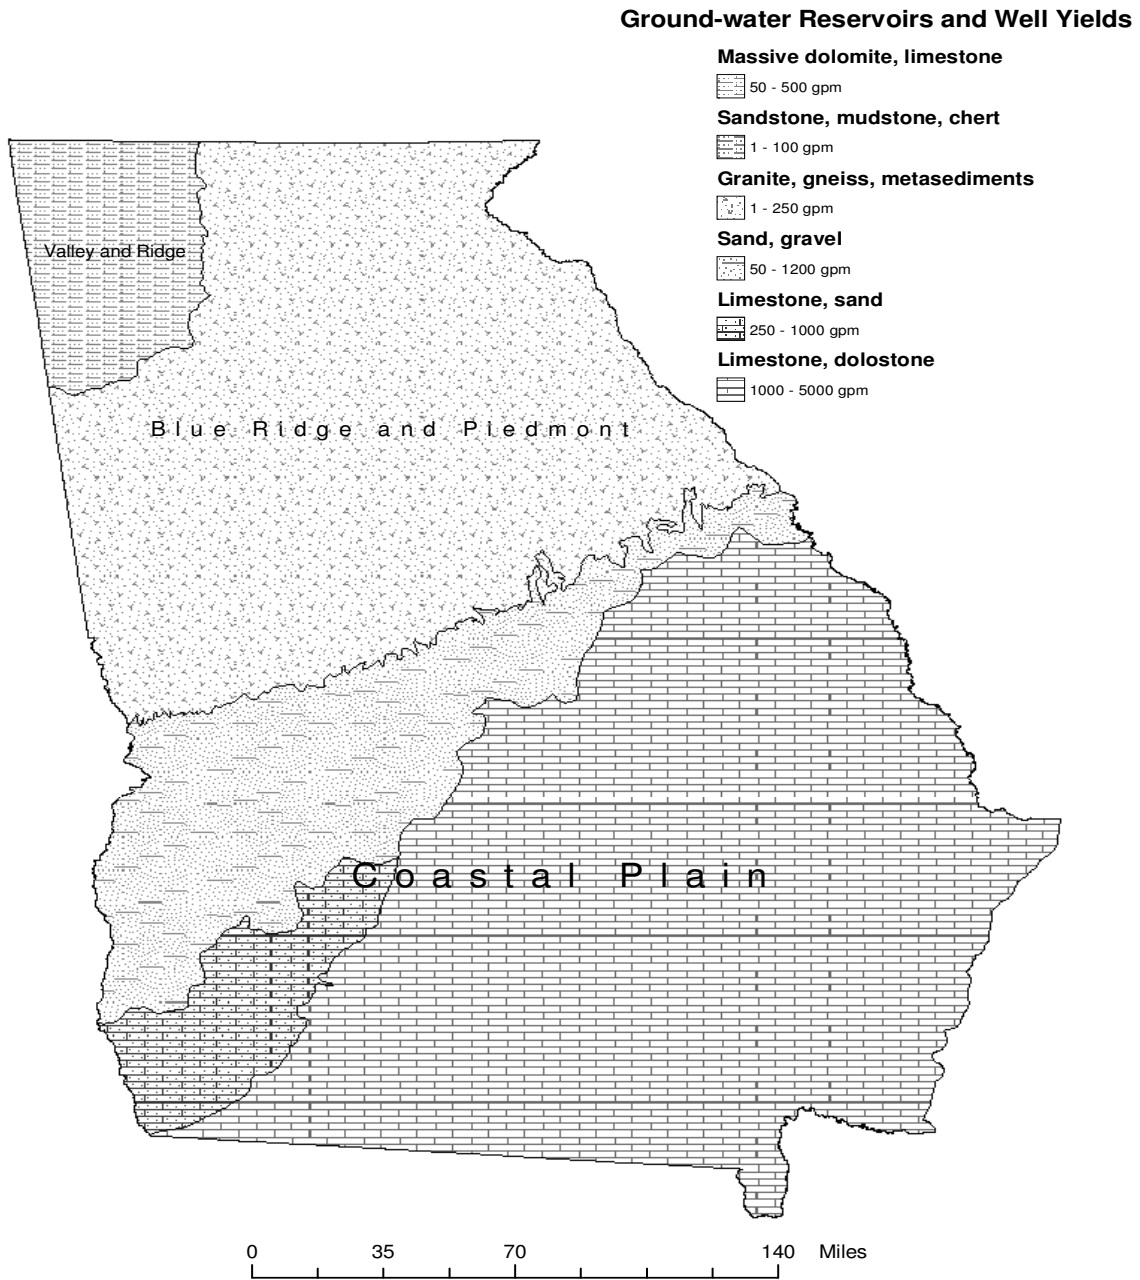 Ground-water Reservoirs and Well Yields
Massive dolomite, limestone
50 - 500 gpm
Sandstone, mudstone, chert
1 - 100 gpm
Granite, gneiss, metasediments
1 - 250 gpm
Sand, gravel
50 - 1200 gpm
Limestone, sand
250 - 1000 gpm
Limestone, dolostone
1000 - 5000 gpm
Valley and Ridge
Blue Ridge and Piedmont
Coastal Plain
0 35 70 140 Miles